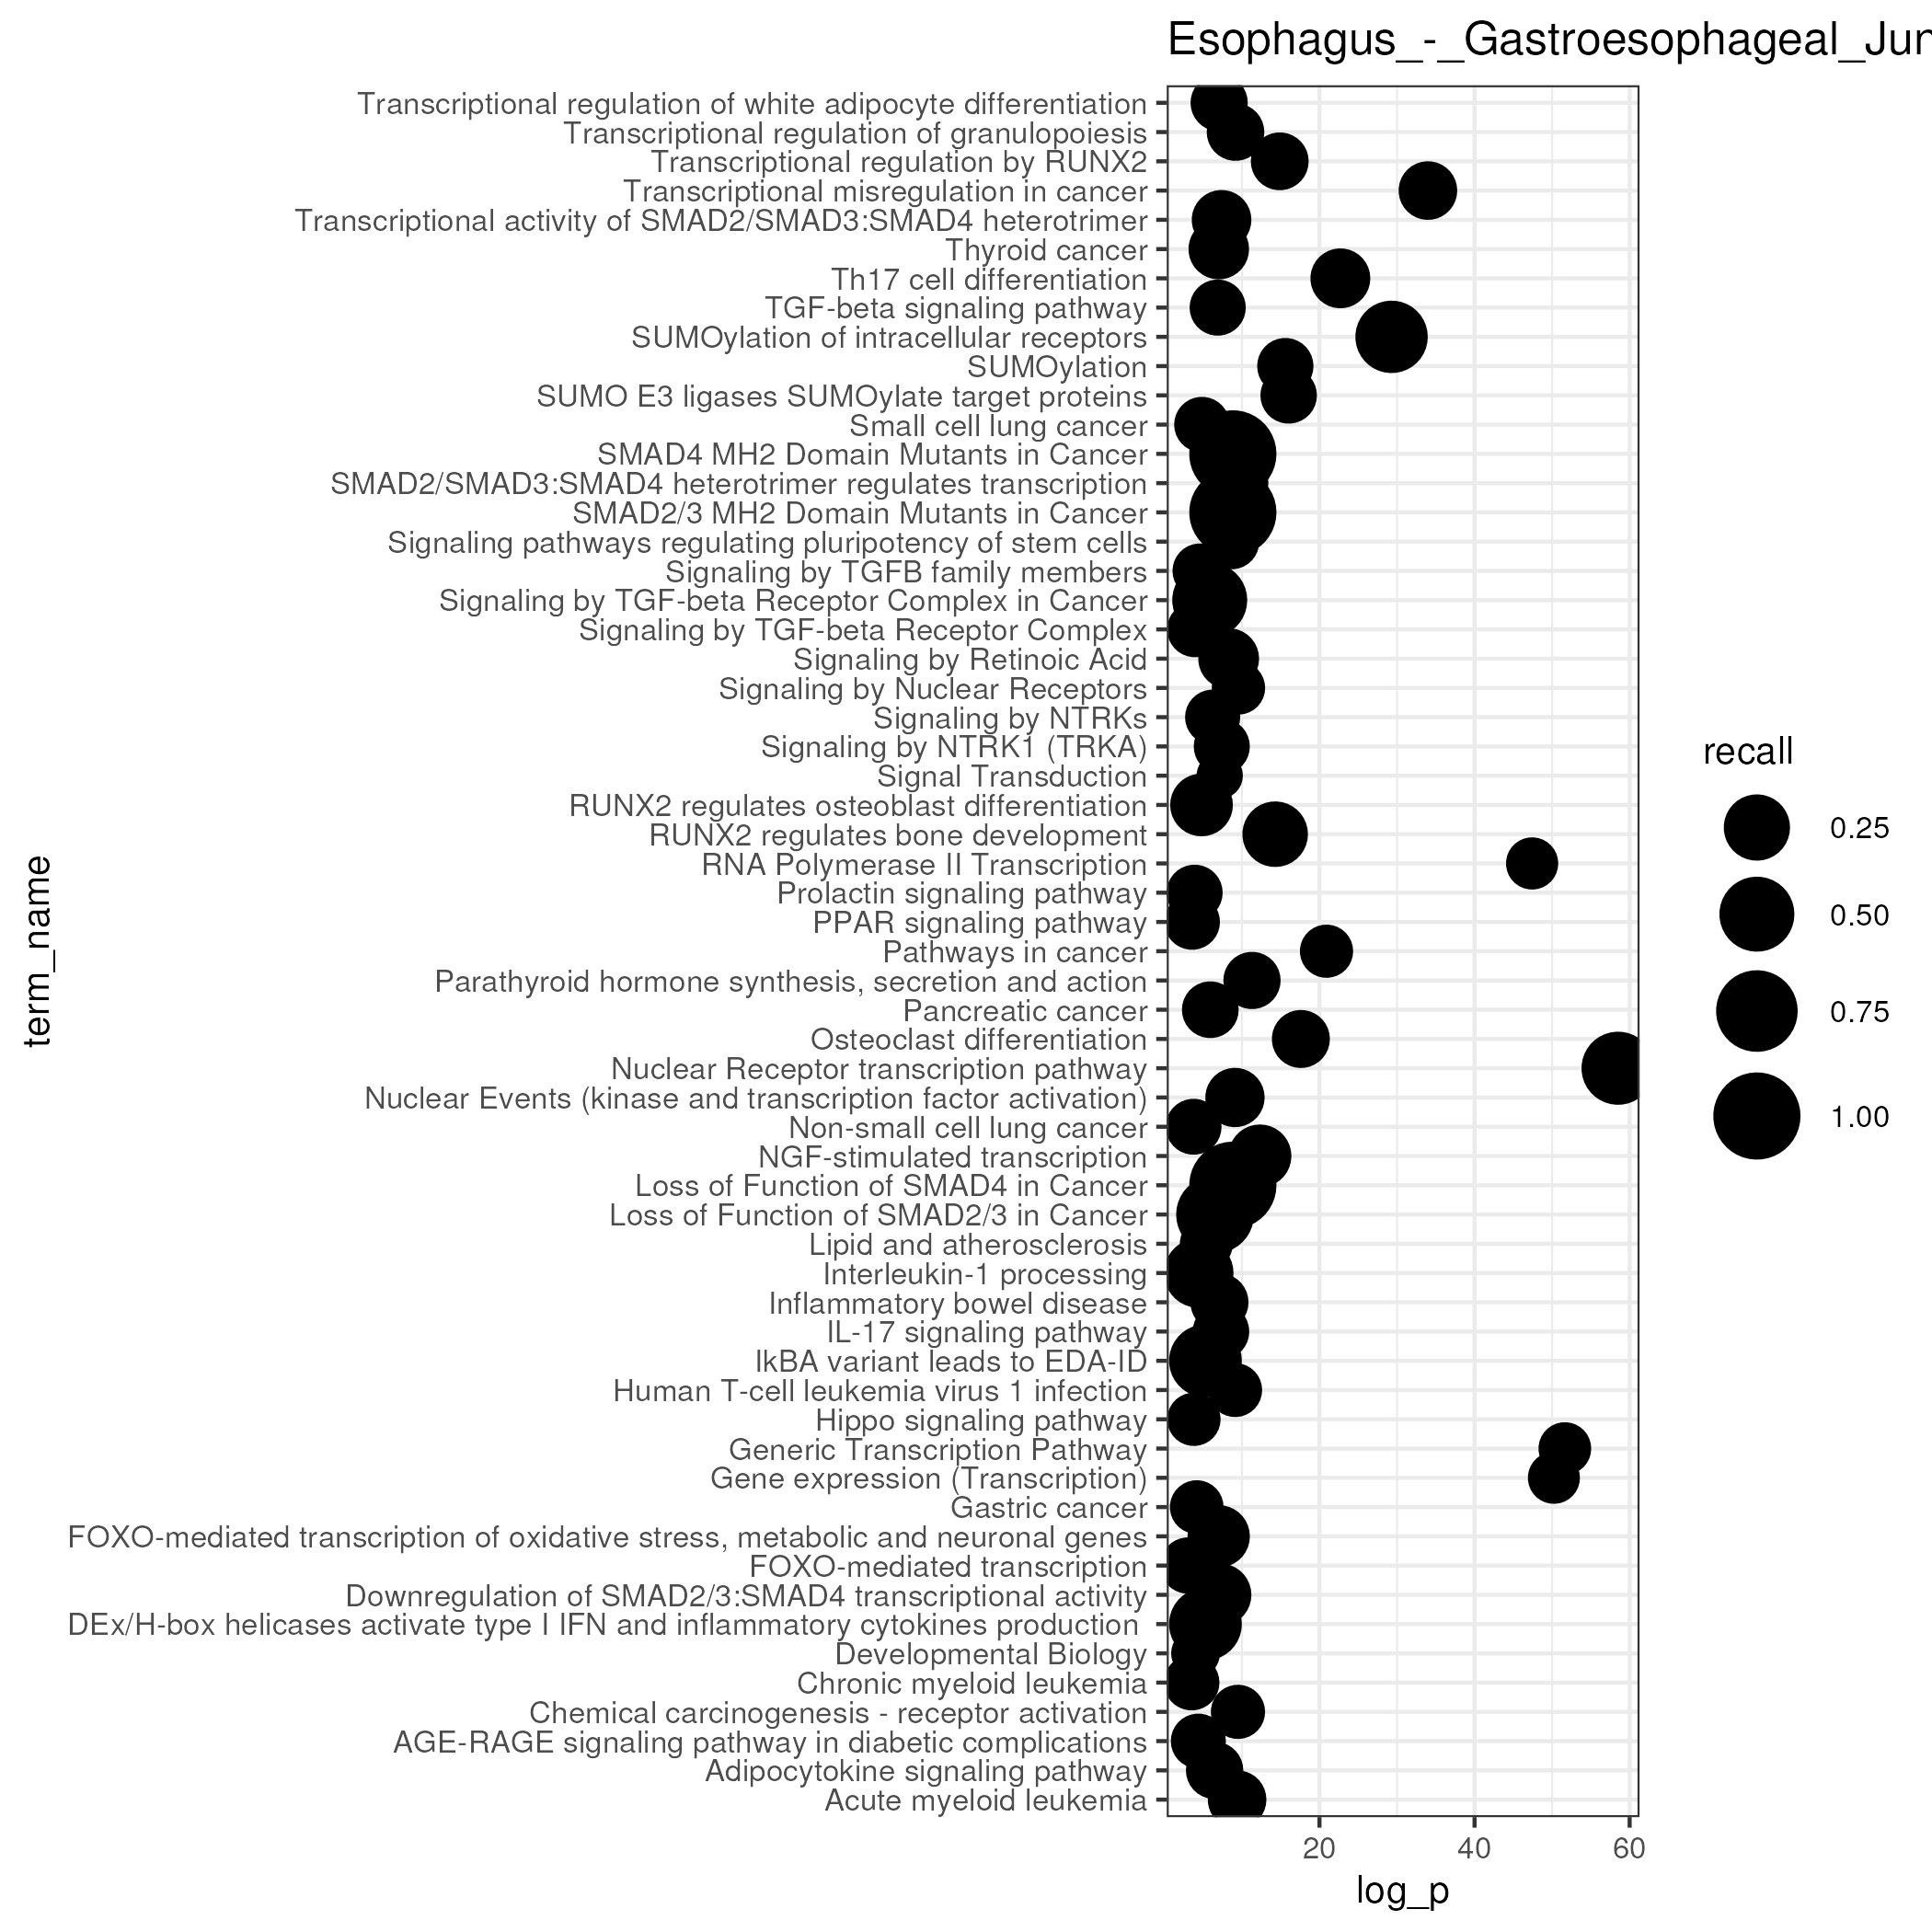 Esophagus_-_Gastroesophageal_Jun
Transcriptional regulation of white adipocyte differentiation
Transcriptional regulation of granulopoiesis
Transcriptional regulation by RUNX2
Transcriptional misregulation in cancer
Transcriptional activity of SMAD2/SMAD3:SMAD4 heterotrimer
Thyroid cancer
Th17 cell differentiation
TGF-beta signaling pathway
SUMOylation of intracellular receptors
SUMOylation
SUMO E3 ligases SUMOylate target proteins
Small cell lung cancer
SMAD4 MH2 Domain Mutants in Cancer
SMAD2/SMAD3:SMAD4 heterotrimer regulates transcription
SMAD2/3 MH2 Domain Mutants in Cancer
Signaling pathways regulating pluripotency of stem cells
Signaling by TGFB family members
Signaling by TGF-beta Receptor Complex in Cancer
Signaling by TGF-beta Receptor Complex
Signaling by Retinoic Acid
Signaling by Nuclear Receptors
Signaling by NTRKs
Signaling by NTRK1 (TRKA)
Signal Transduction
RUNX2 regulates osteoblast differentiation
RUNX2 regulates bone development
RNA Polymerase II Transcription
Prolactin signaling pathway
PPAR signaling pathway
Pathways in cancer
Parathyroid hormone synthesis, secretion and action
Pancreatic cancer
Osteoclast differentiation
Nuclear Receptor transcription pathway
Nuclear Events (kinase and transcription factor activation)
Non-small cell lung cancer
NGF-stimulated transcription
Loss of Function of SMAD4 in Cancer
Loss of Function of SMAD2/3 in Cancer
Lipid and atherosclerosis
Interleukin-1 processing
Inflammatory bowel disease
IL-17 signaling pathway
IkBA variant leads to EDA-ID
Human T-cell leukemia virus 1 infection
Hippo signaling pathway
Generic Transcription Pathway
Gene expression (Transcription)
Gastric cancer
FOXO-mediated transcription of oxidative stress, metabolic and neuronal genes
FOXO-mediated transcription
Downregulation of SMAD2/3:SMAD4 transcriptional activity
DEx/H-box helicases activate type I IFN and inflammatory cytokines production
Developmental Biology
Chronic myeloid leukemia
Chemical carcinogenesis - receptor activation
AGE-RAGE signaling pathway in diabetic complications
Adipocytokine signaling pathway
Acute myeloid leukemia
term_name
20 40 60
log_p
recall
0.25
0.50
0.75
1.00